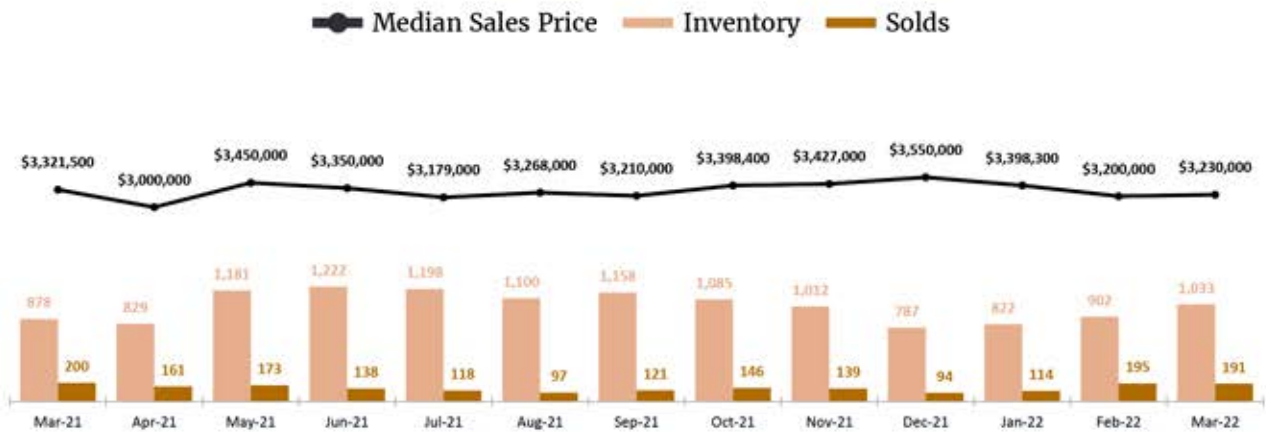 Median Sales Price Inventory Solds
$3,321,500 $3,000,000 $3,450,000 $3,350,000 $3,179,000 $3,268,000 $3,210,000 $3,398,400 $3,427,000 $3,550,000 $3,398,300 $3,200,000 $3,230,000
878 829 1,181 1,222 1,198 1,100 1,158 1,085 1,012 787 822 902 1,033
200 161 173 138 118 97 121 146 139 94 114 195 191
Mar-21 Apr-21 May-21 Jun-21 Jul-21 Aug-21 Sep-21 Oct-21 Nov-21 Dec-21 Jan-22 Feb-22 Mar-22